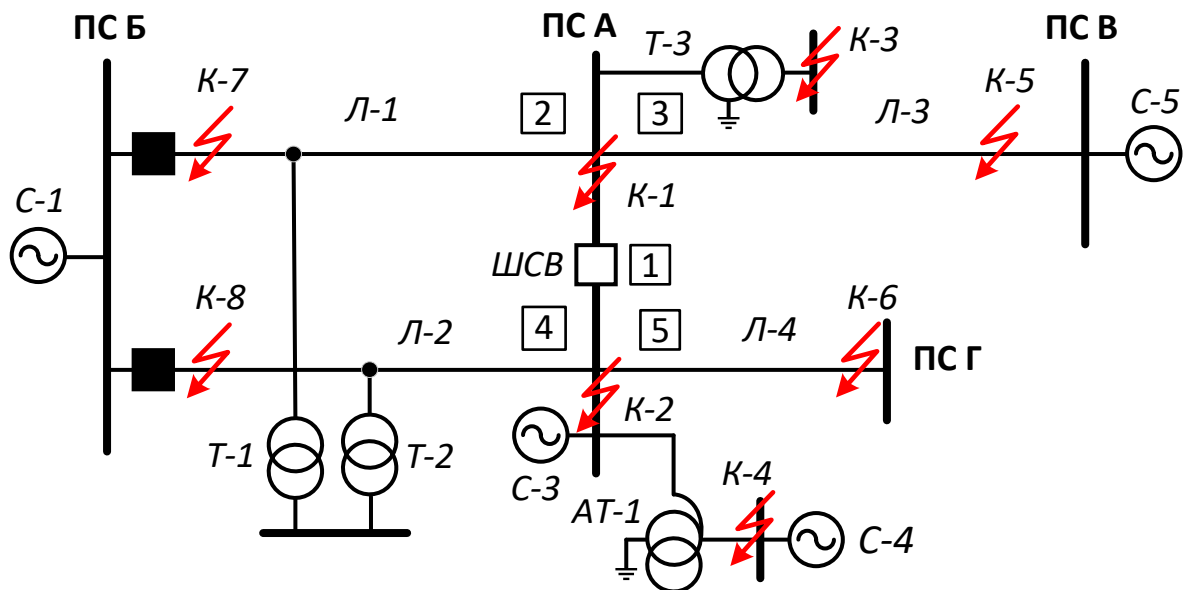 ПС Б
ПС А
ПС В
Т-3
К-3
К-7
К-5
С-5
Л-1
2
3
Л-3
К-1
С-1
ШСВ
1
К-8
К-6
Л-2
4
5
Л-4
ПС Г
К-2
Т-1
Т-2
С-3
АТ-1
К-4
С-4